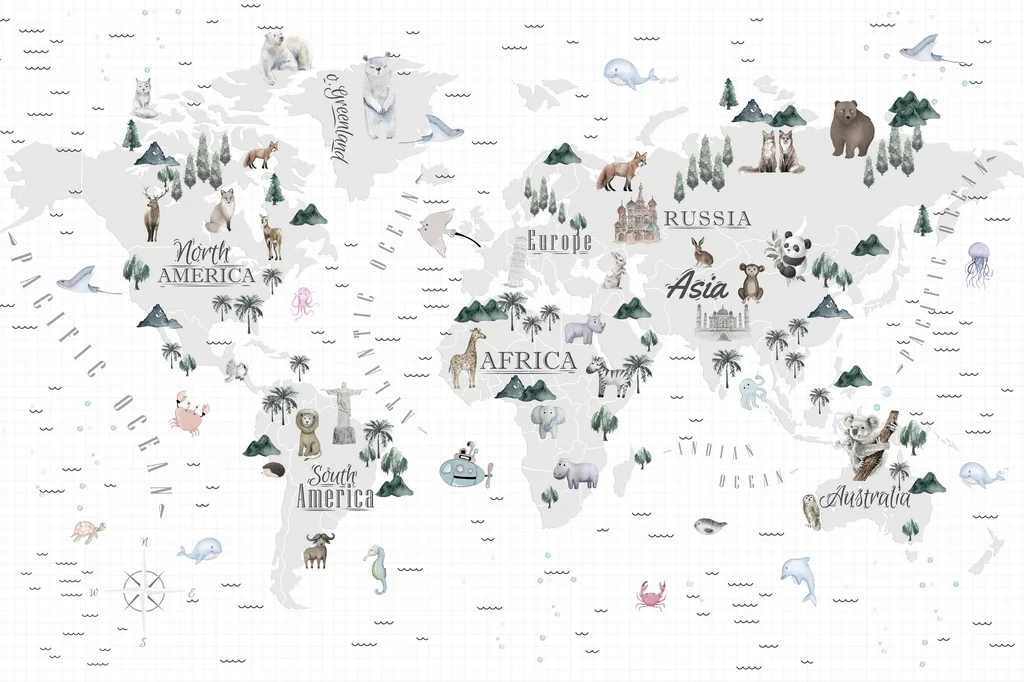 Greenland
North
AMERICA
PACIFIC OCEAN
ATLANTIC OCEAN
Europe
RUSSIA
Asia
PACIFIC OCEAN
AFRICA
South
America
INDIAN
OCEAN
Australia
N
W
E
S